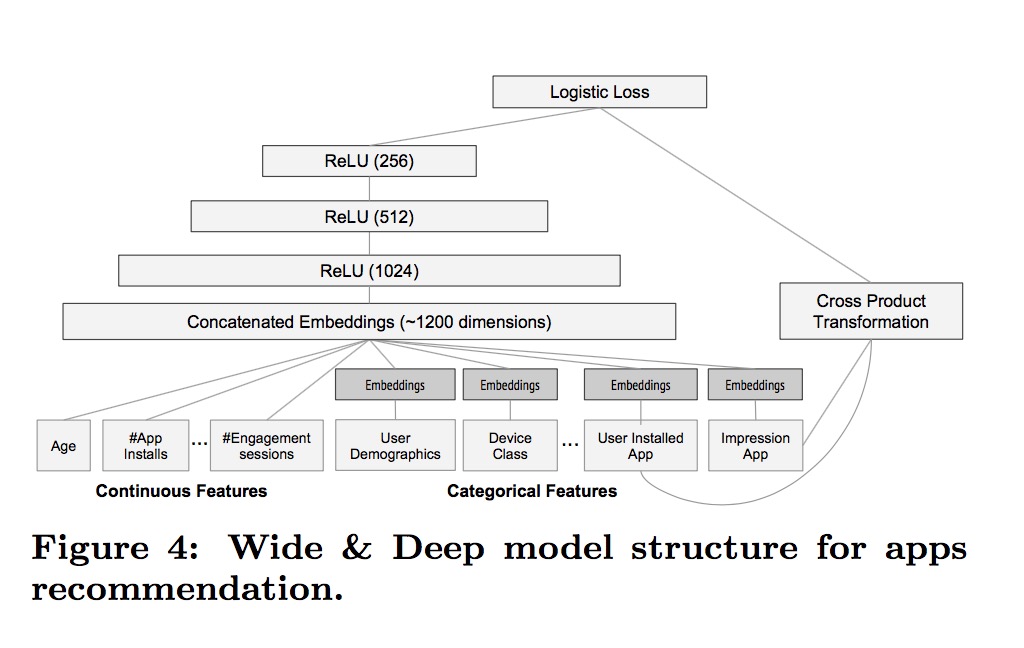 Logistic Loss
ReLU (256)
ReLU (512)
ReLU (1024)
Concatenated Embeddings (~1200 dimensions)
Cross Product
Transformation
Embeddings
Embeddings
Embeddings
Embeddings
Age
#App
Installs
...
#Engagement
sessions
User
Demographics
Device
Class
...
User Installed
App
Impression
App
Continuous Features
Categorical Features
Figure 4: Wide & Deep model structure for apps
recommendation.